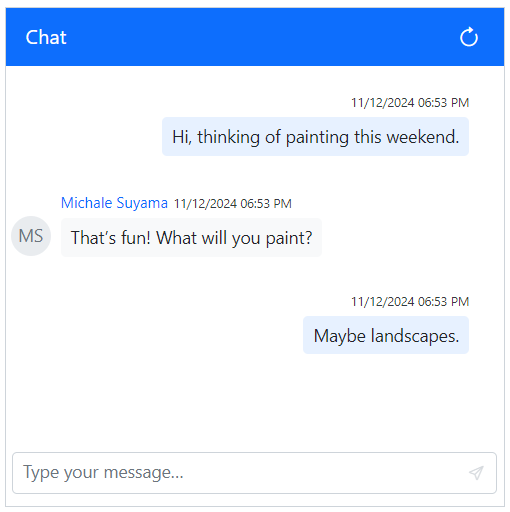 Chat
11/12/2024 06:53 PM
Hi, thinking of painting this weekend.
Michale Suyama 11/12/2024 06:53 PM
MS
That's fun! What will you paint?
11/12/2024 06:53 PM
Maybe landscapes.
Type your message...